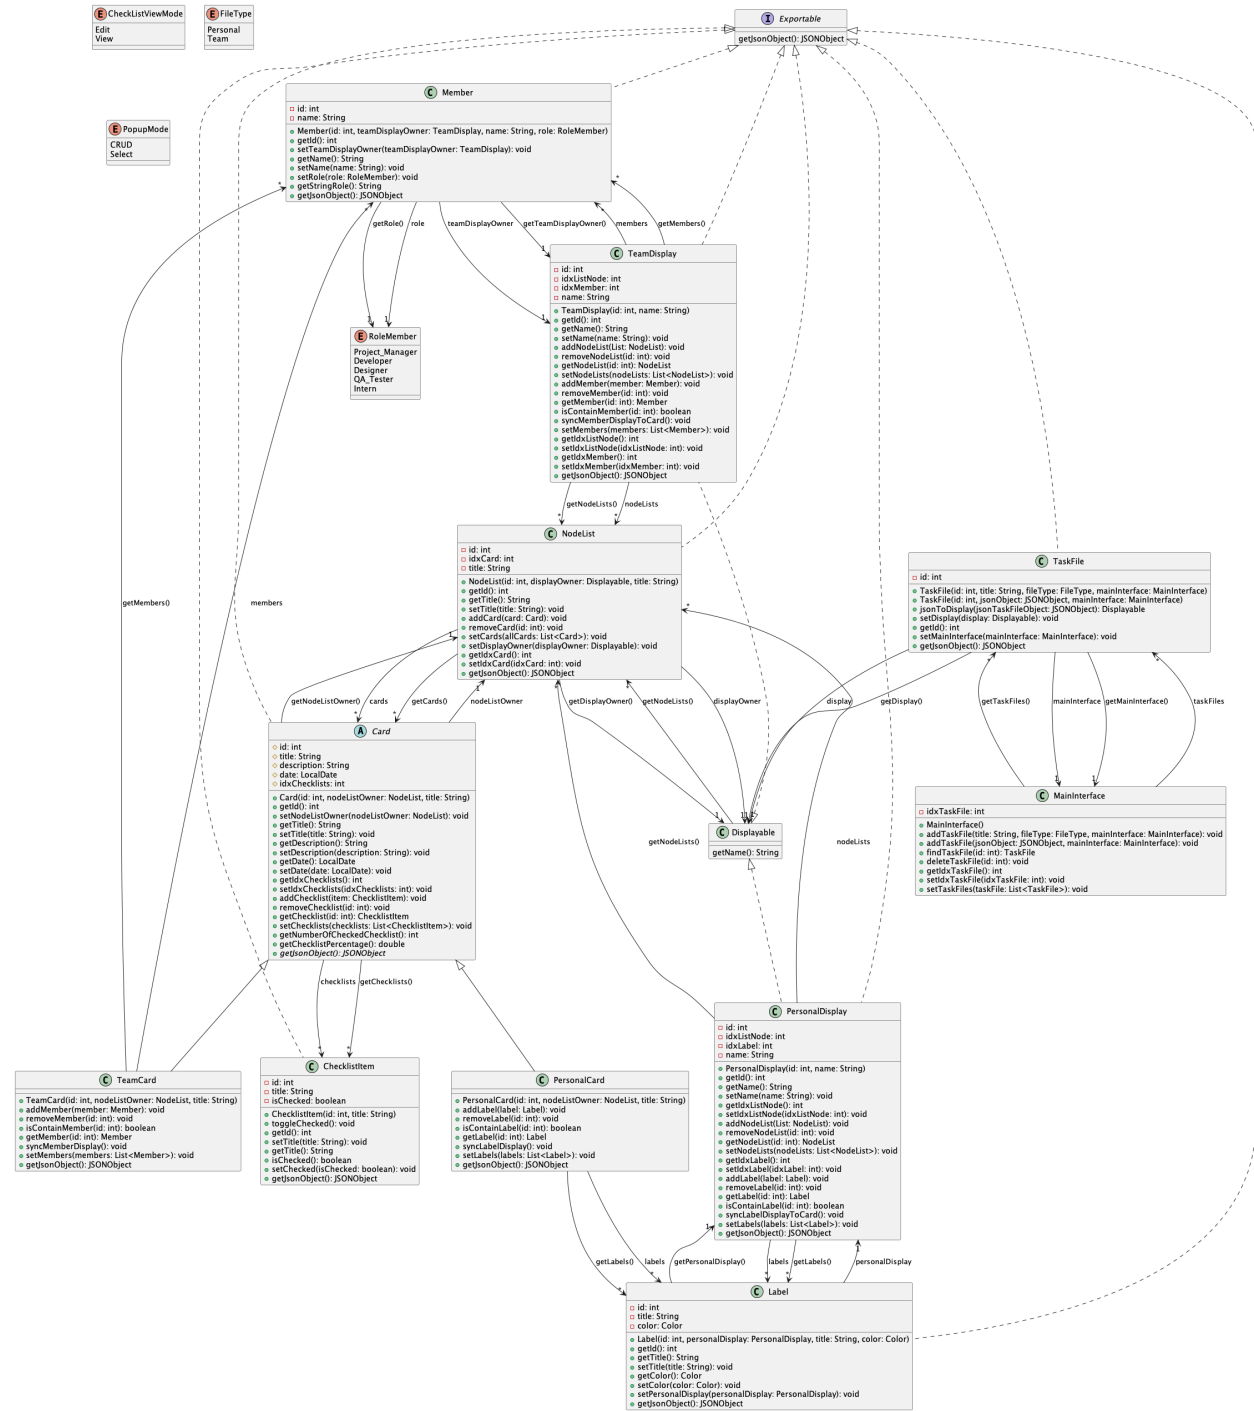 E CheckListViewMode
Edit
View
E FileType
Personal
Team
I Exportable
getJsonObject(): JSONObject
E PopupMode
CRUD
Select
C Member
id: int
name: String
Member(id: int, teamDisplayOwner: TeamDisplay, name: String, role: RoleMember)
getId(): int
setTeamDisplayOwner(teamDisplayOwner: TeamDisplay): void
getName(): String
setName(name: String): void
setRole(role: RoleMember): void
getStringRole(): String
getJsonObject(): JSONObject
*
*
*
*
getRole()
role
teamDisplayOwner
getTeamDisplayOwner()
members
getMembers()
1
1
1
1
C TeamDisplay
id: int
idxListNode: int
idxMember: int
name: String
TeamDisplay(id: int, name: String)
getId(): int
getName(): String
setName(name: String): void
addNodeList(List: NodeList): void
removeNodeList(id: int): void
getNodeList(id: int): NodeList
setNodeLists(nodeLists: List<NodeList>): void
addMember(member: Member): void
removeMember(id: int): void
getMember(id: int): Member
isContainMember(id: int): boolean
syncMemberDisplayToCard(): void
setMembers(members: List<Member>): void
getIdxListNode(): int
setIdxListNode(idxListNode: int): void
getIdxMember(): int
setIdxMember(idxMember: int): void
getJsonObject(): JSONObject
E RoleMember
Project_Manager
Developer
Designer
QA_Tester
Intern
getNodeLists()
nodeLists
*
*
C NodeList
id: int
idxCard: int
title: String
NodeList(id: int, displayOwner: Displayable, title: String)
getId(): int
getTitle(): String
setTitle(title: String): void
addCard(card: Card): void
removeCard(id: int): void
setCards(allCards: List<Card>): void
setDisplayOwner(displayOwner: Displayable): void
getIdxCard(): int
setIdxCard(idxCard: int): void
getJsonObject(): JSONObject
C TaskFile
id: int
TaskFile(id: int, title: String, fileType: FileType, mainInterface: MainInterface)
TaskFile(id: int, jsonObject: JSONObject, mainInterface: MainInterface)
jsonToDisplay(jsonTaskFileObject: JSONObject): Displayable
setDisplay(display: Displayable): void
getId(): int
setMainInterface(mainInterface: MainInterface): void
getJsonObject(): JSONObject
getMembers()
members
*
1
*
1
*
*
*
*
getNodeListOwner()
cards
getCards()
nodeListOwner
getDisplayOwner()
getNodeLists()
displayOwner
display
getDisplay()
getTaskFiles()
mainInterface
getMainInterface()
taskFiles
*
*
1
1
A Card
id: int
title: String
description: String
date: LocalDate
idxChecklists: int
Card(id: int, nodeListOwner: NodeList, title: String)
getId(): int
setNodeListOwner(nodeListOwner: NodeList): void
getTitle(): String
setTitle(title: String): void
getDescription(): String
setDescription(description: String): void
getDate(): LocalDate
setDate(date: LocalDate): void
getIdxChecklists(): int
setIdxChecklists(idxChecklists: int): void
addChecklist(item: ChecklistItem): void
removeChecklist(id: int): void
getChecklist(id: int): ChecklistItem
setChecklists(checklists: List<ChecklistItem>): void
getNumberOfCheckedChecklist(): int
getChecklistPercentage(): double
getJsonObject(): JSONObject
C MainInterface
idxTaskFile: int
MainInterface()
addTaskFile(title: String, fileType: FileType, mainInterface: MainInterface): void
addTaskFile(jsonObject: JSONObject, mainInterface: MainInterface): void
findTaskFile(id: int): TaskFile
deleteTaskFile(id: int): void
getIdxTaskFile(): int
setIdxTaskFile(idxTaskFile: int): void
setTaskFiles(taskFile: List<TaskFile>): void
1
C Displayable
getName(): String
getNodeLists()
nodeLists
checklists
getChecklists()
*
*
C TeamCard
TeamCard(id: int, nodeListOwner: NodeList, title: String)
addMember(member: Member): void
removeMember(id: int): void
isContainMember(id: int): boolean
getMember(id: int): Member
syncMemberDisplay(): void
setMembers(members: List<Member>): void
getJsonObject(): JSONObject
C ChecklistItem
id: int
title: String
isChecked: boolean
ChecklistItem(id: int, title: String)
toggleChecked(): void
getId(): int
setTitle(title: String): void
getTitle(): String
isChecked(): boolean
setChecked(isChecked: boolean): void
getJsonObject(): JSONObject
C PersonalCard
PersonalCard(id: int, nodeListOwner: NodeList, title: String)
addLabel(label: Label): void
removeLabel(id: int): void
isContainLabel(id: int): boolean
getLabel(id: int): Label
syncLabelDisplay(): void
setLabels(labels: List<Label>): void
getJsonObject(): JSONObject
C PersonalDisplay
id: int
idxListNode: int
idxLabel: int
name: String
PersonalDisplay(id: int, name: String)
getId(): int
getName(): String
setName(name: String): void
getIdxListNode(): int
setIdxListNode(idxListNode: int): void
addNodeList(List: NodeList): void
removeNodeList(id: int): void
getNodeList(id: int): NodeList
setNodeLists(nodeLists: List<NodeList>): void
getIdxLabel(): int
setIdxLabel(idxLabel: int): void
addLabel(label: Label): void
removeLabel(id: int): void
getLabel(id: int): Label
isContainLabel(id: int): boolean
syncLabelDisplayToCard(): void
setLabels(labels: List<Label>): void
getJsonObject(): JSONObject
1
1
getLabels()
labels
getPersonalDisplay()
labels
getLabels()
personalDisplay
*
*
*
*
C Label
id: int
title: String
color: Color
Label(id: int, personalDisplay: PersonalDisplay, title: String, color: Color)
getId(): int
getTitle(): String
setTitle(title: String): void
getColor(): Color
setColor(color: Color): void
setPersonalDisplay(personalDisplay: PersonalDisplay): void
getJsonObject(): JSONObject